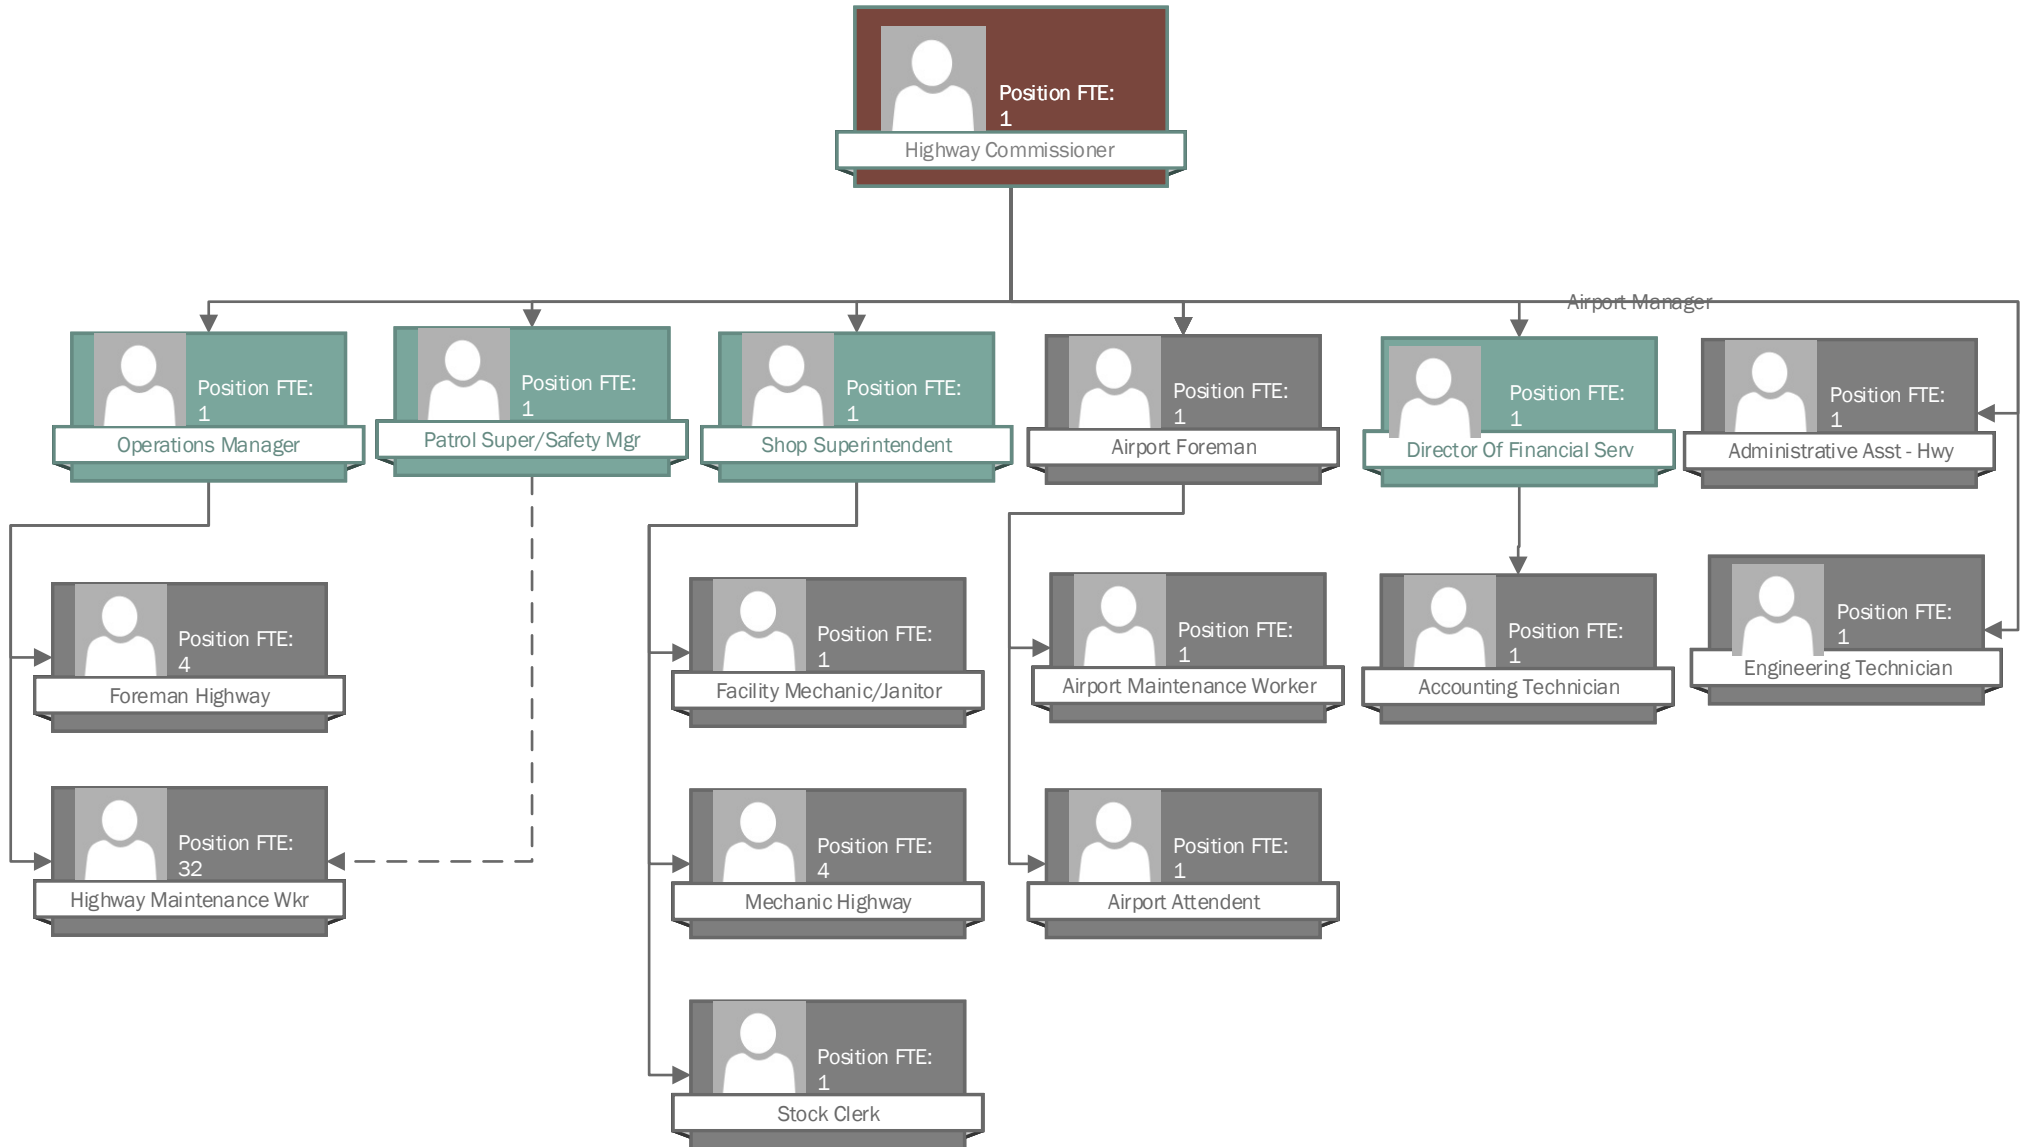 Position FTE:
1
Highway Commissioner
Airport Manager
Position FTE:
1
Operations Manager
Position FTE:
1
Patrol Super/Safety Mgr
Position FTE:
1
Shop Superintendent
Position FTE:
1
Airport Foreman
Position FTE:
1
Director Of Financial Serv
Position FTE:
1
Administrative Asst - Hwy
Position FTE:
4
Foreman Highway
Position FTE:
1
Facility Mechanic/Janitor
Position FTE:
1
Airport Maintenance Worker
Position FTE:
1
Accounting Technician
Position FTE:
1
Engineering Technician
Position FTE:
32
Highway Maintenance Wkr
Position FTE:
4
Mechanic Highway
Position FTE:
1
Airport Attendent
Position FTE:
1
Stock Clerk